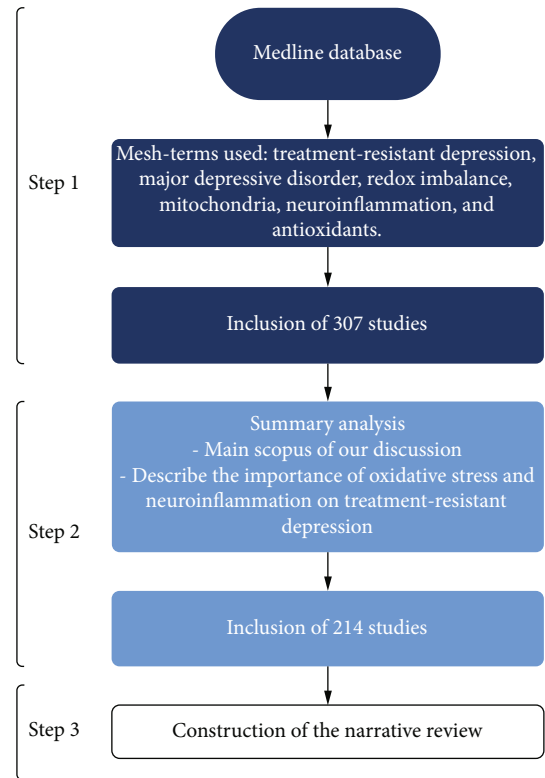 Medline database
Step 1
Mesh-terms used: treatment-resistant depression,
major depressive disorder, redox imbalance,
mitochondria, neuroinflammation, and
antioxidants.
Inclusion of 307 studies
Step 2
Summary analysis
- Main scopus of our discussion
- Describe the importance of oxidative stress and
neuroinflammation on treatment-resistant
depression
Inclusion of 214 studies
Step 3
Construction of the narrative review